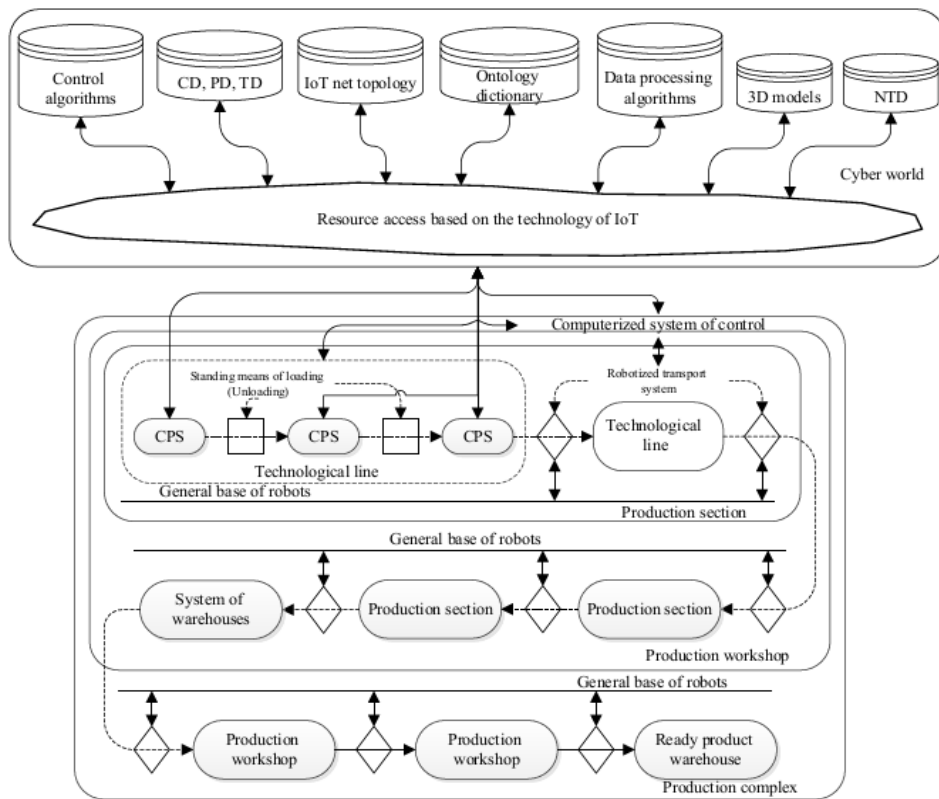 Control
algorithms
CD, PD, TD
IoT net topology
Ontology
dictionary
Data processing
algorithms
3D models
NTD
Cyber world
Resource access based on the technology of IoT
Computerized system of control
Standing means of loading
(Unloading)
Robotized transport
system
CPS
CPS
CPS
Technological
line
Technological line
General base of robots
Production section
General base of robots
System of
warehouses
Production section
Production section
Production workshop
General base of robots
Production
workshop
Production
workshop
Ready product
warehouse
Production complex